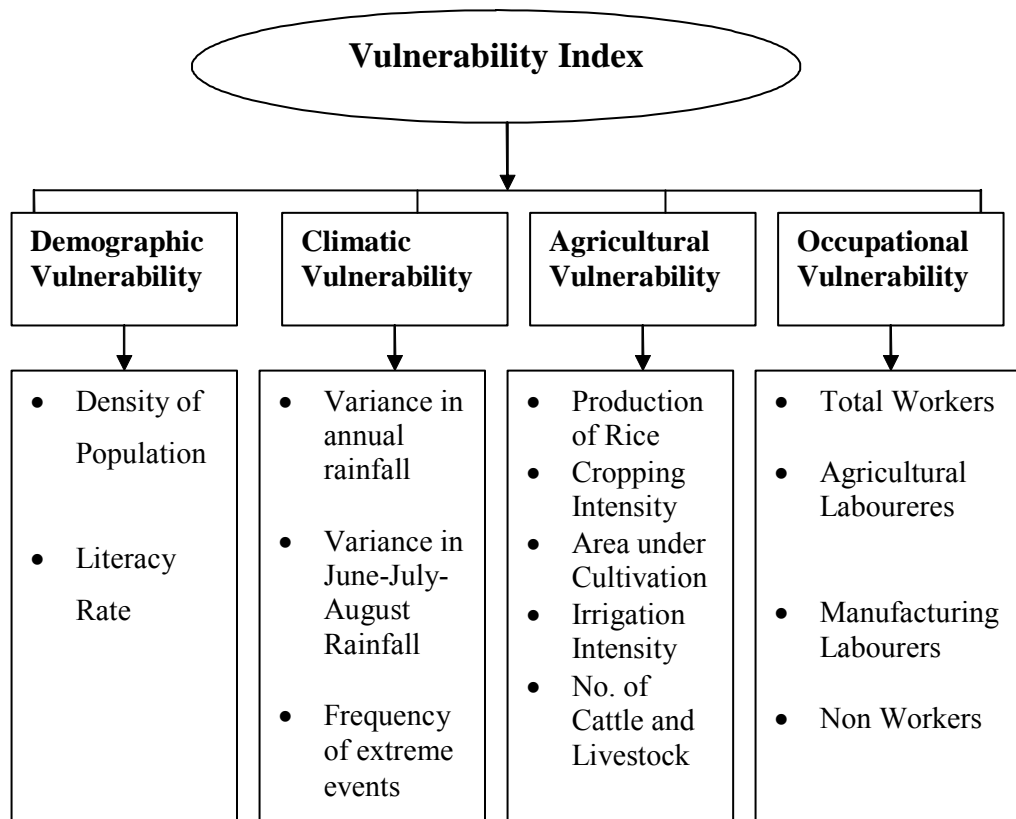 Vulnerability Index
Demographic
Vulnerability
Climatic
Vulnerability
Agricultural
Vulnerability
Occupational
Vulnerability
• Density of
Population
• Literacy
Rate
• Variance in
annual
rainfall
• Variance in
June-July-
August
Rainfall
• Frequency
of extreme
events
• Production
of Rice
• Cropping
Intensity
• Area under
Cultivation
• Irrigation
Intensity
• No. of
Cattle and
Livestock
• Total Workers
• Agricultural
Laboureres
• Manufacturing
Labourers
• Non Workers